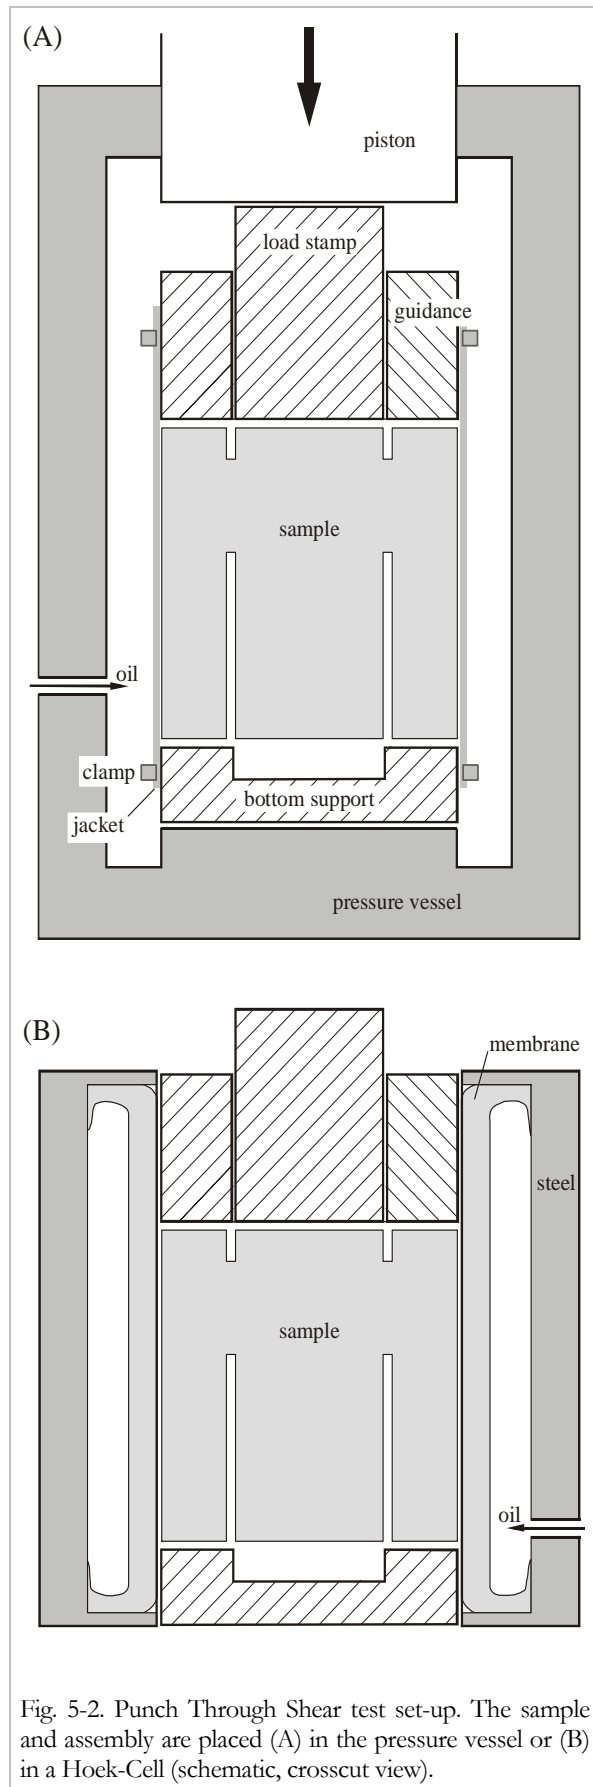 (A)
piston
load stamp
guidance
sample
oil
clamp
bottom support
jacket
pressure vessel
(B)
membrane
steel
sample
oil
Fig. 5-2. Punch Through Shear test set-up. The sample
and assembly are placed (A) in the pressure vessel or (B)
in a Hoek-Cell (schematic, crosscut view).